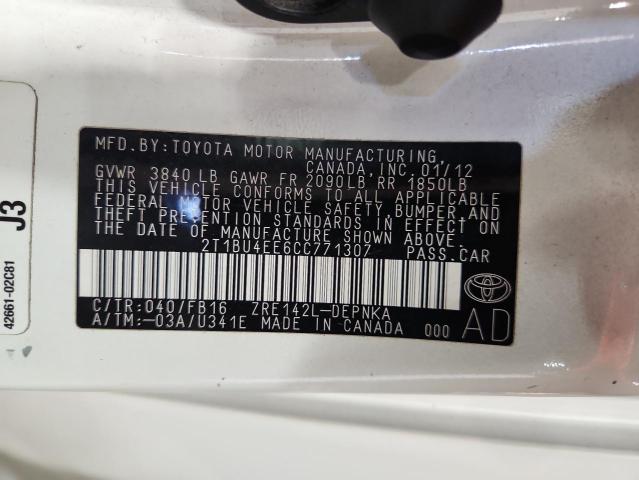 MFD.BY:TOYOTA MOTOR MANUFACTURING,
CANADA,INC.01/12
GVWR 3840 LB GAWR FR 2090LB RR 1850LB
THIS VEHICLE CONFORMS TO ALL APPLICABLE
FEDERAL MOTOR VEHICLE SAFETY,BUMPER,AND
THEFT PREVENTION STANDARDS IN EFFECT ON
THE DATE OF MANUFACTURE SHOWN ABOVE.
2T1BU4EE6CC771307 PASS.CAR
C/TR:040/FB16 ZRE142L-DEPNKA
A/TM:-03A/U341E MADE IN CANADA 000 AD
J3
42661-02C81